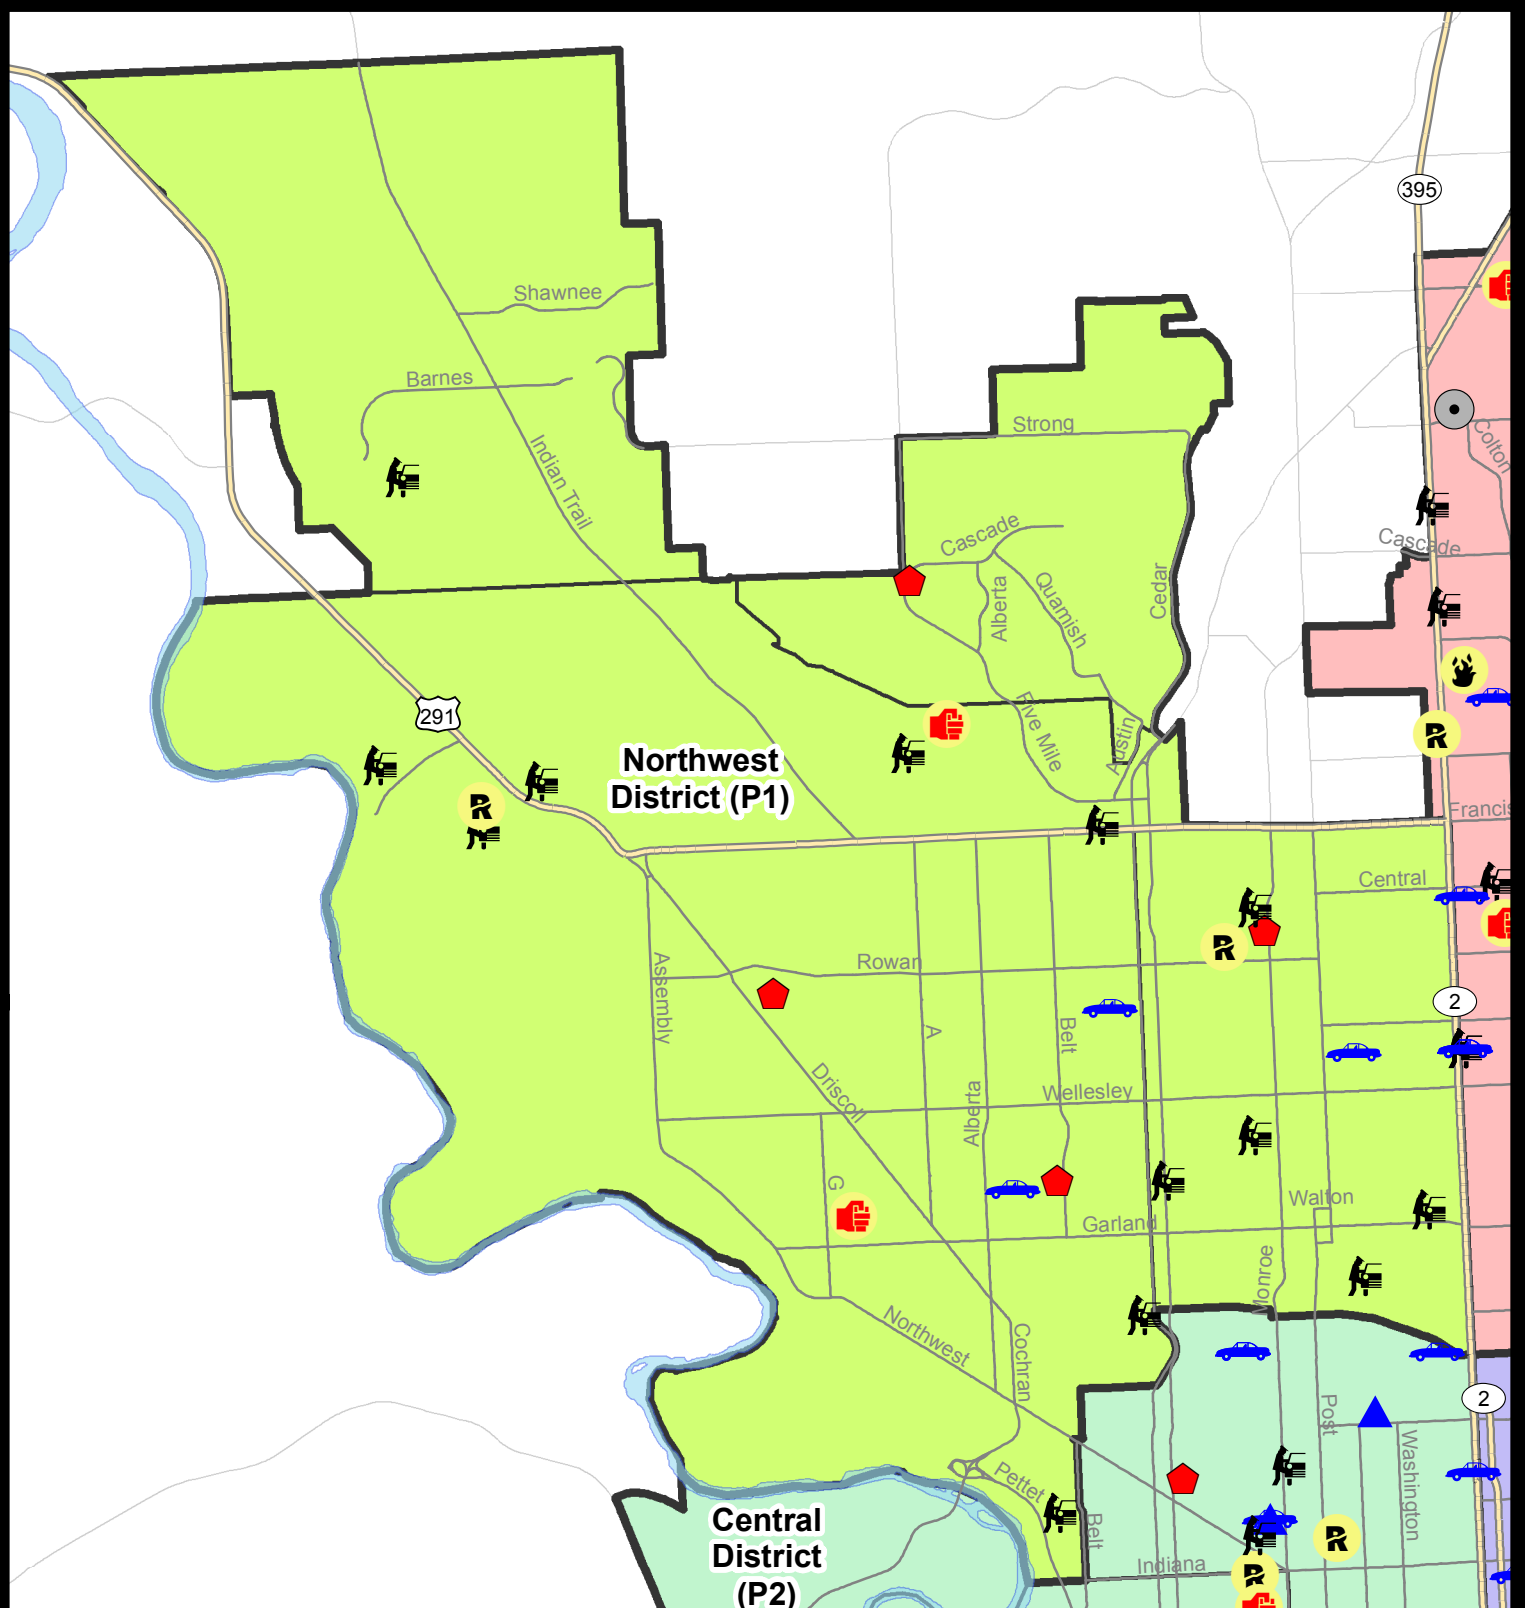 395
Shawnee
Barnes
Strong
Colton
Indian Trail
Cascade
Cascade
Cedar
Alberta
Quamish
291
Five Mile
Austin
Northwest
District (P1)
Francis
Central
R
R
R
Rowan
Assembly
2
A
Belt
Driscoll
Wellesley
Alberta
G
Walton
Garland
Monroe
Northwest
Cochran
2
Post
Washington
Pettet
Central
District
(P2)
Belt
R
Indiana
R